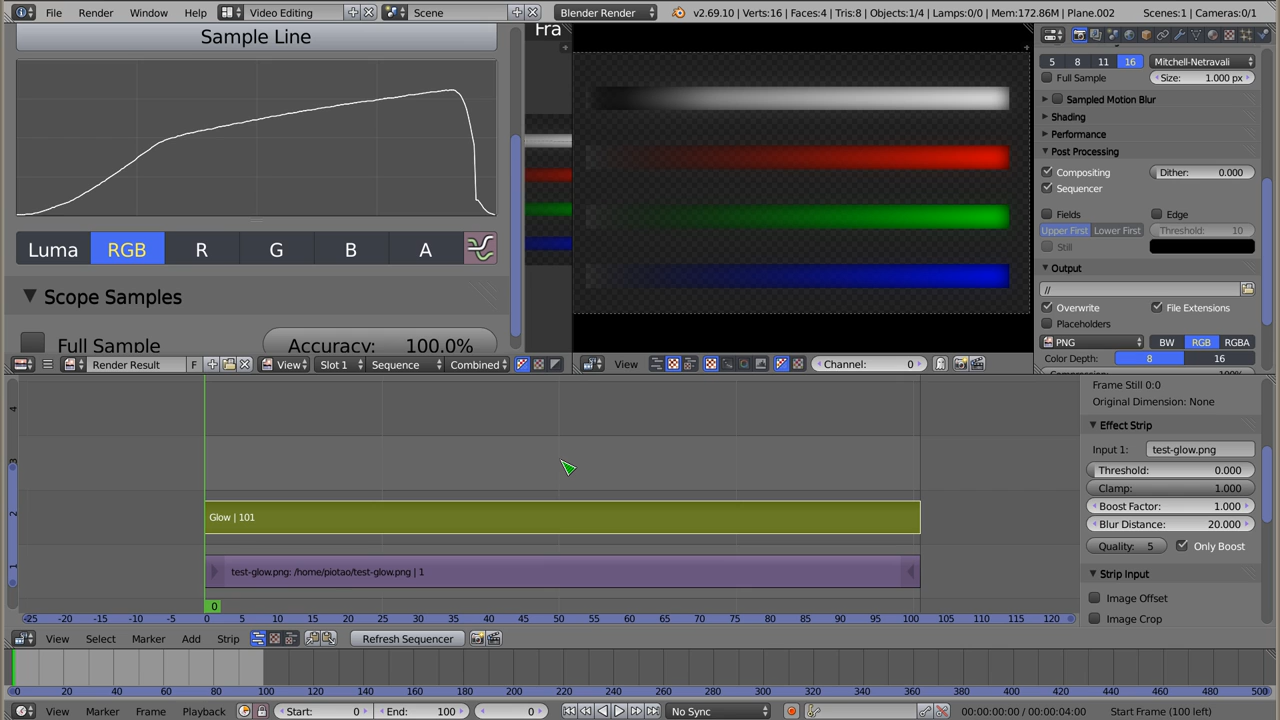 File Render Window Help Video Editing Scene Blender Render v2.69.10 | Verts:16 | Faces:4 | Tris:8 | Objects:1/4 | Lamps:0/0 | Mem:172.86M | Plane.002 Scenes:1 | Cameras:0/1
Sample Line
Fra
5 8 11 16 Mitchell-Netravali
Full Sample Size: 1.000 px
Sampled Motion Blur
Shading
Performance
Post Processing
Compositing Dither: 0.000
Sequencer
Fields Edge
Upper First Lower First Threshold: 10
Still
Luma RGB R G B A
Output
//
Scope Samples
Overwrite File Extensions
Placeholders
Full Sample Accuracy: 100.0%
PNG BW RGB RGBA
Color Depth: 8 16
Render Result F View Slot 1 Sequence Combined View Channel: 0
Frame Still 0:0
Original Dimension: None
Effect Strip
Input 1: test-glow.png
Threshold: 0.000
Clamp: 1.000
Boost Factor: 1.000
Blur Distance: 20.000
Quality: 5 Only Boost
Strip Input
Image Offset
Image Crop
4
3
2
1
Glow | 101
test-glow.png: /home/piotao/test-glow.png | 1
0
-25 -20 -15 -10 -5 0 5 10 15 20 25 30 35 40 45 50 55 60 65 70 75 80 85 90 95 100 105 110 115 120
View Select Marker Add Strip Refresh Sequencer
0 20 40 60 80 100 120 140 160 180 200 220 240 260 280 300 320 340 360 380 400 420 440 460 480 500
View Marker Frame Playback Start: 0 End: 100 0 No Sync 00:00:00:00 / 00:00:04:00 Start Frame (100 left)